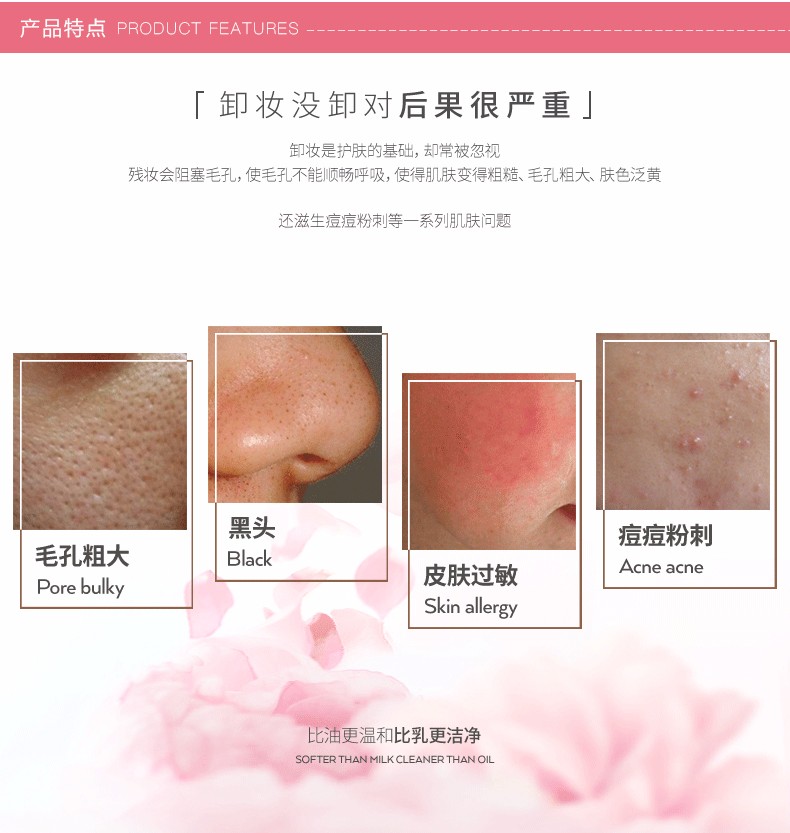 产品特点 PRODUCT FEATURES
「卸妆没卸对后果很严重」
卸妆是护肤的基础，却常被忽视
残妆会阻塞毛孔，使毛孔不能顺畅呼吸，使得肌肤变得粗糙、毛孔粗大、肤色泛黄
还滋生痘痘粉刺等一系列肌肤问题
毛孔粗大
Pore bulky
黑头
Black
皮肤过敏
Skin allergy
痘痘粉刺
Acne acne
比油更温和比乳更洁净
SOFTER THAN MILK CLEANER THAN OIL